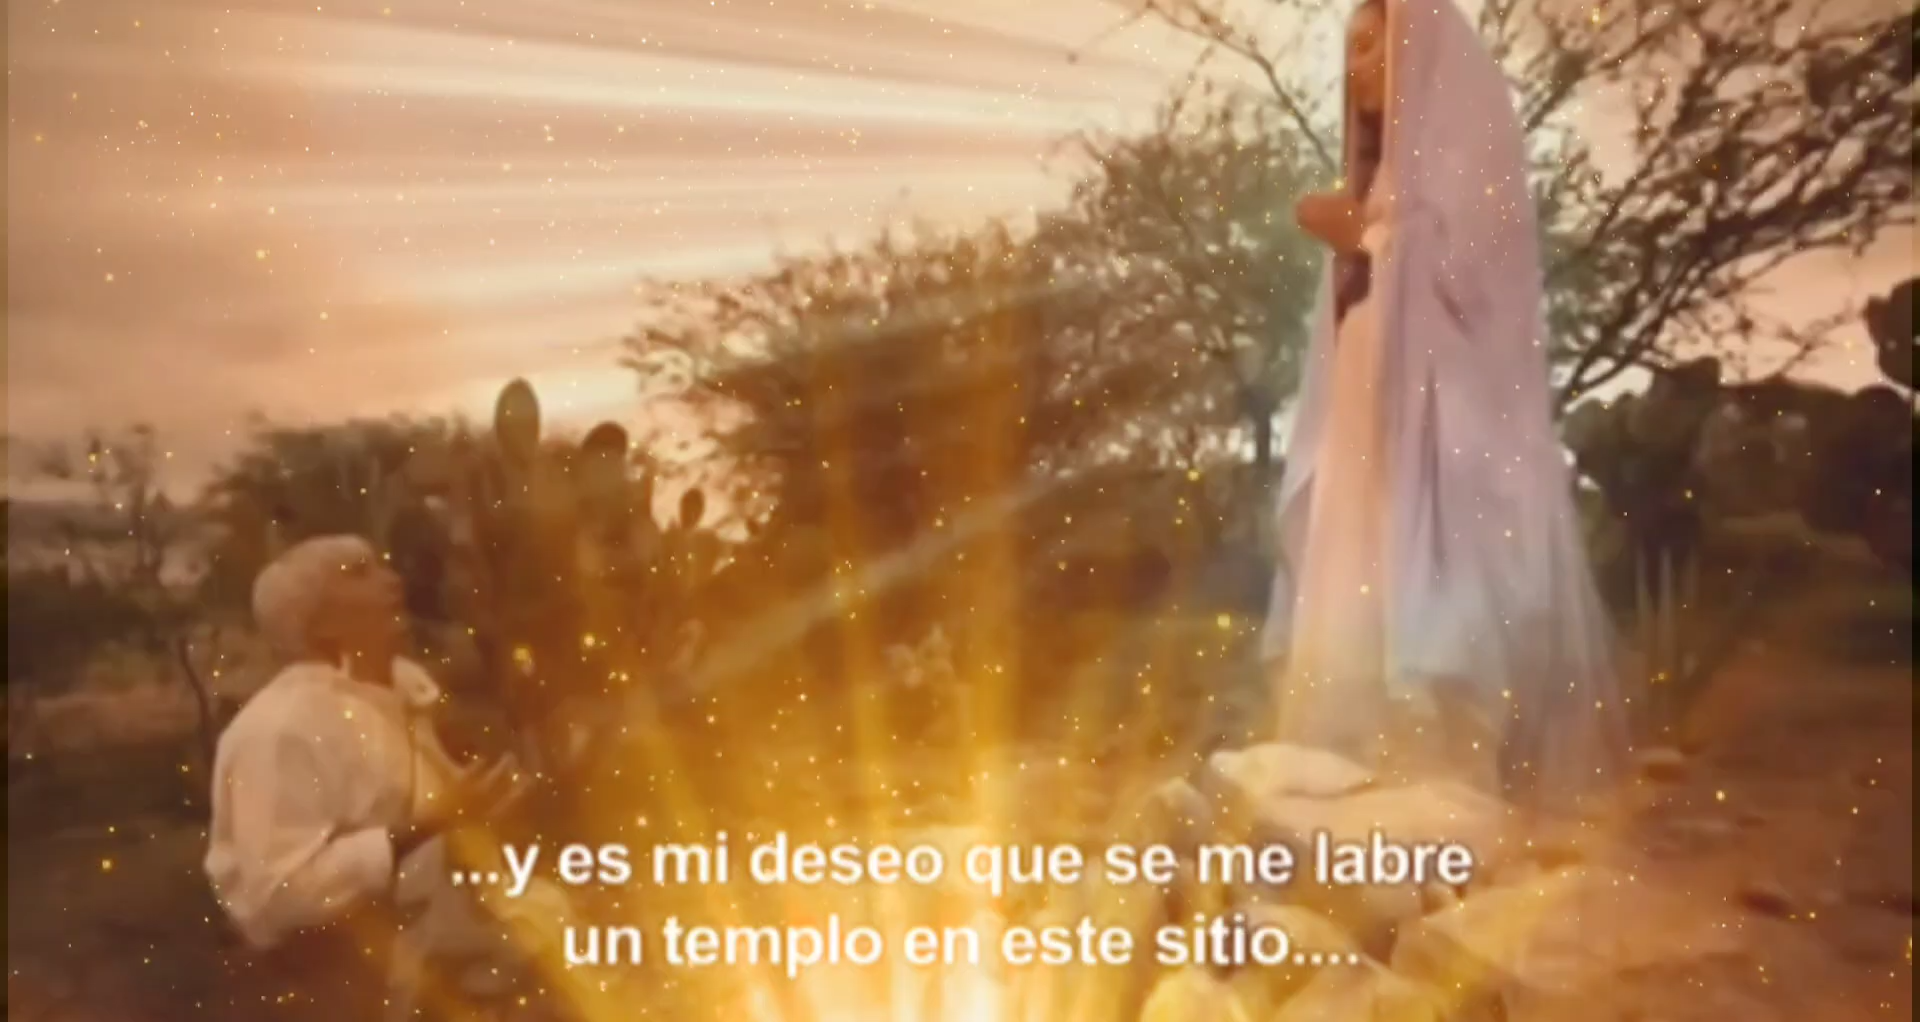 ...y es mi deseo que se me labre
un templo en este sitio....